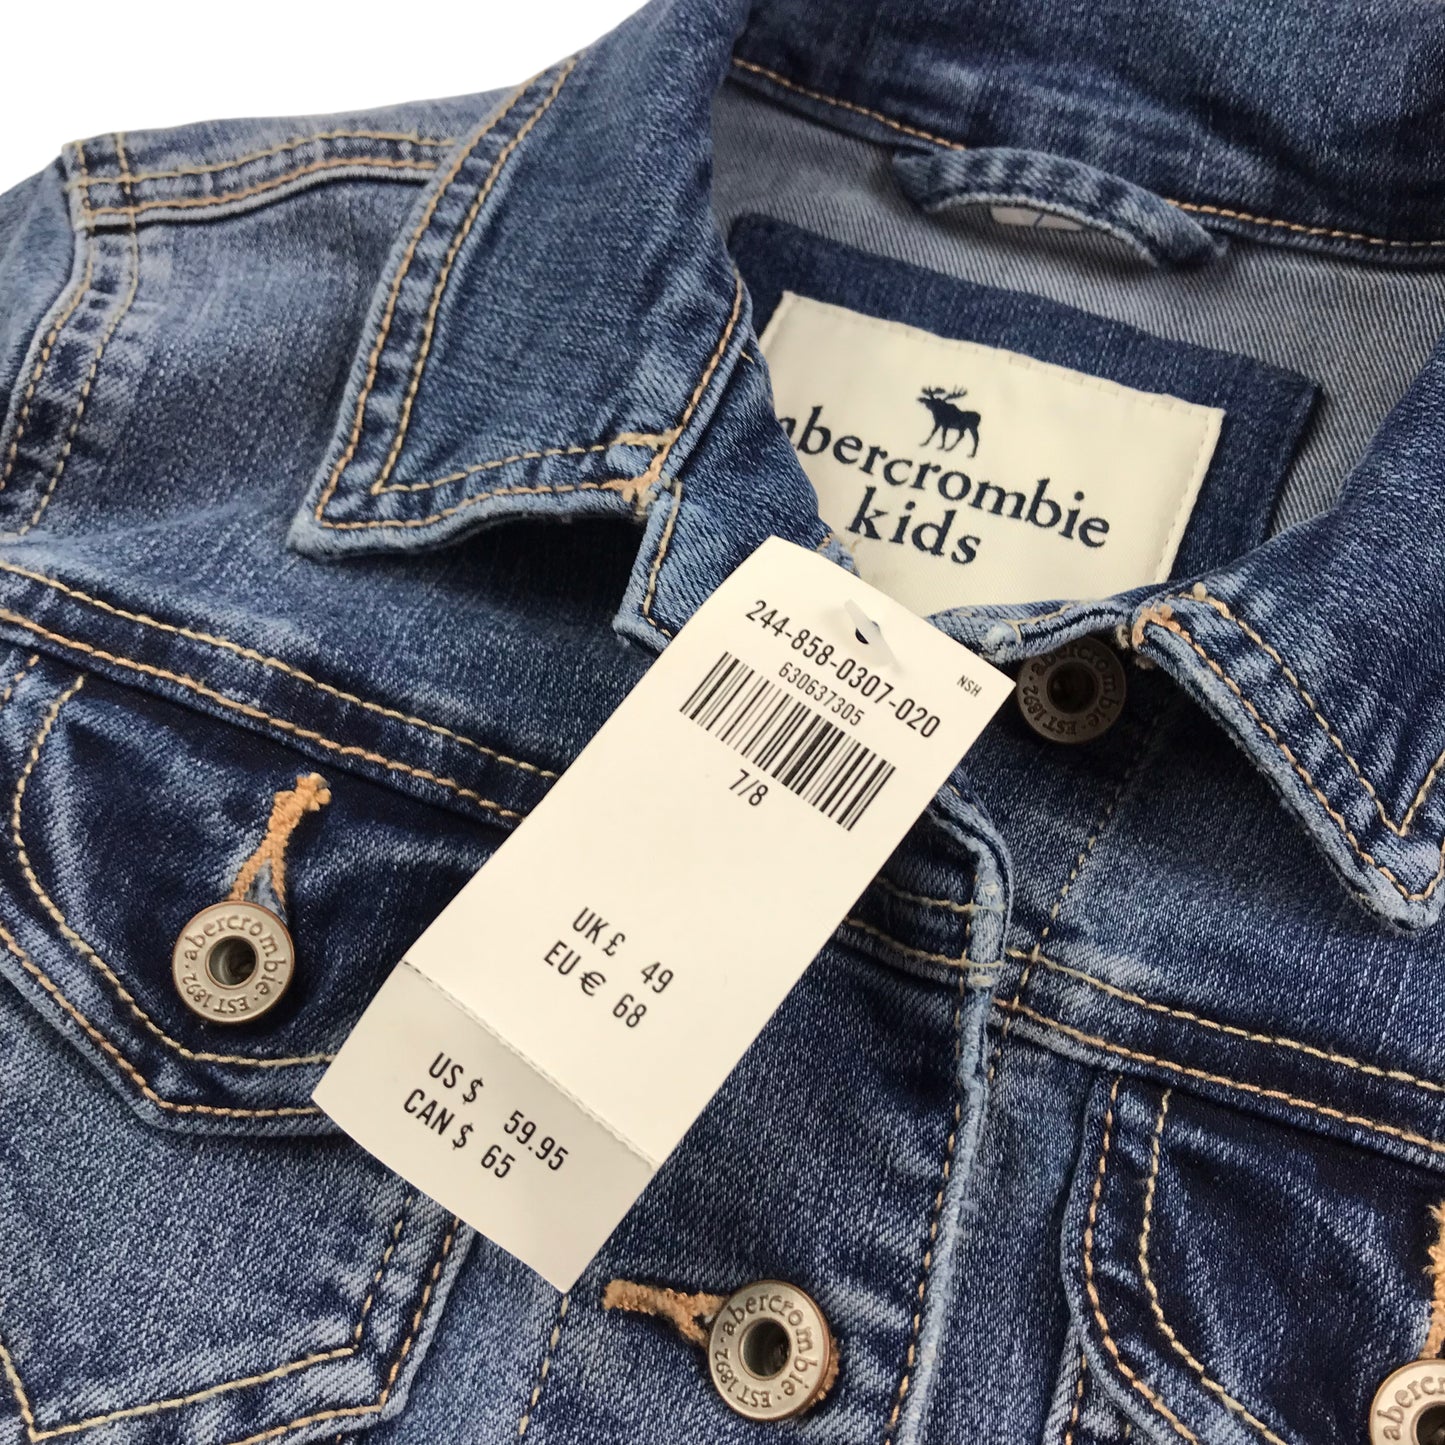 abercrombie
kids
244-858-0307-020
630637305
NSH
7/8
UK £ 49
EU € 68
US $ 59.95
CAN $ 65
abercrombie · EST 1892 ·
abercrombie · EST 1892 ·
abercrombie · EST 1892 ·
abercrombie